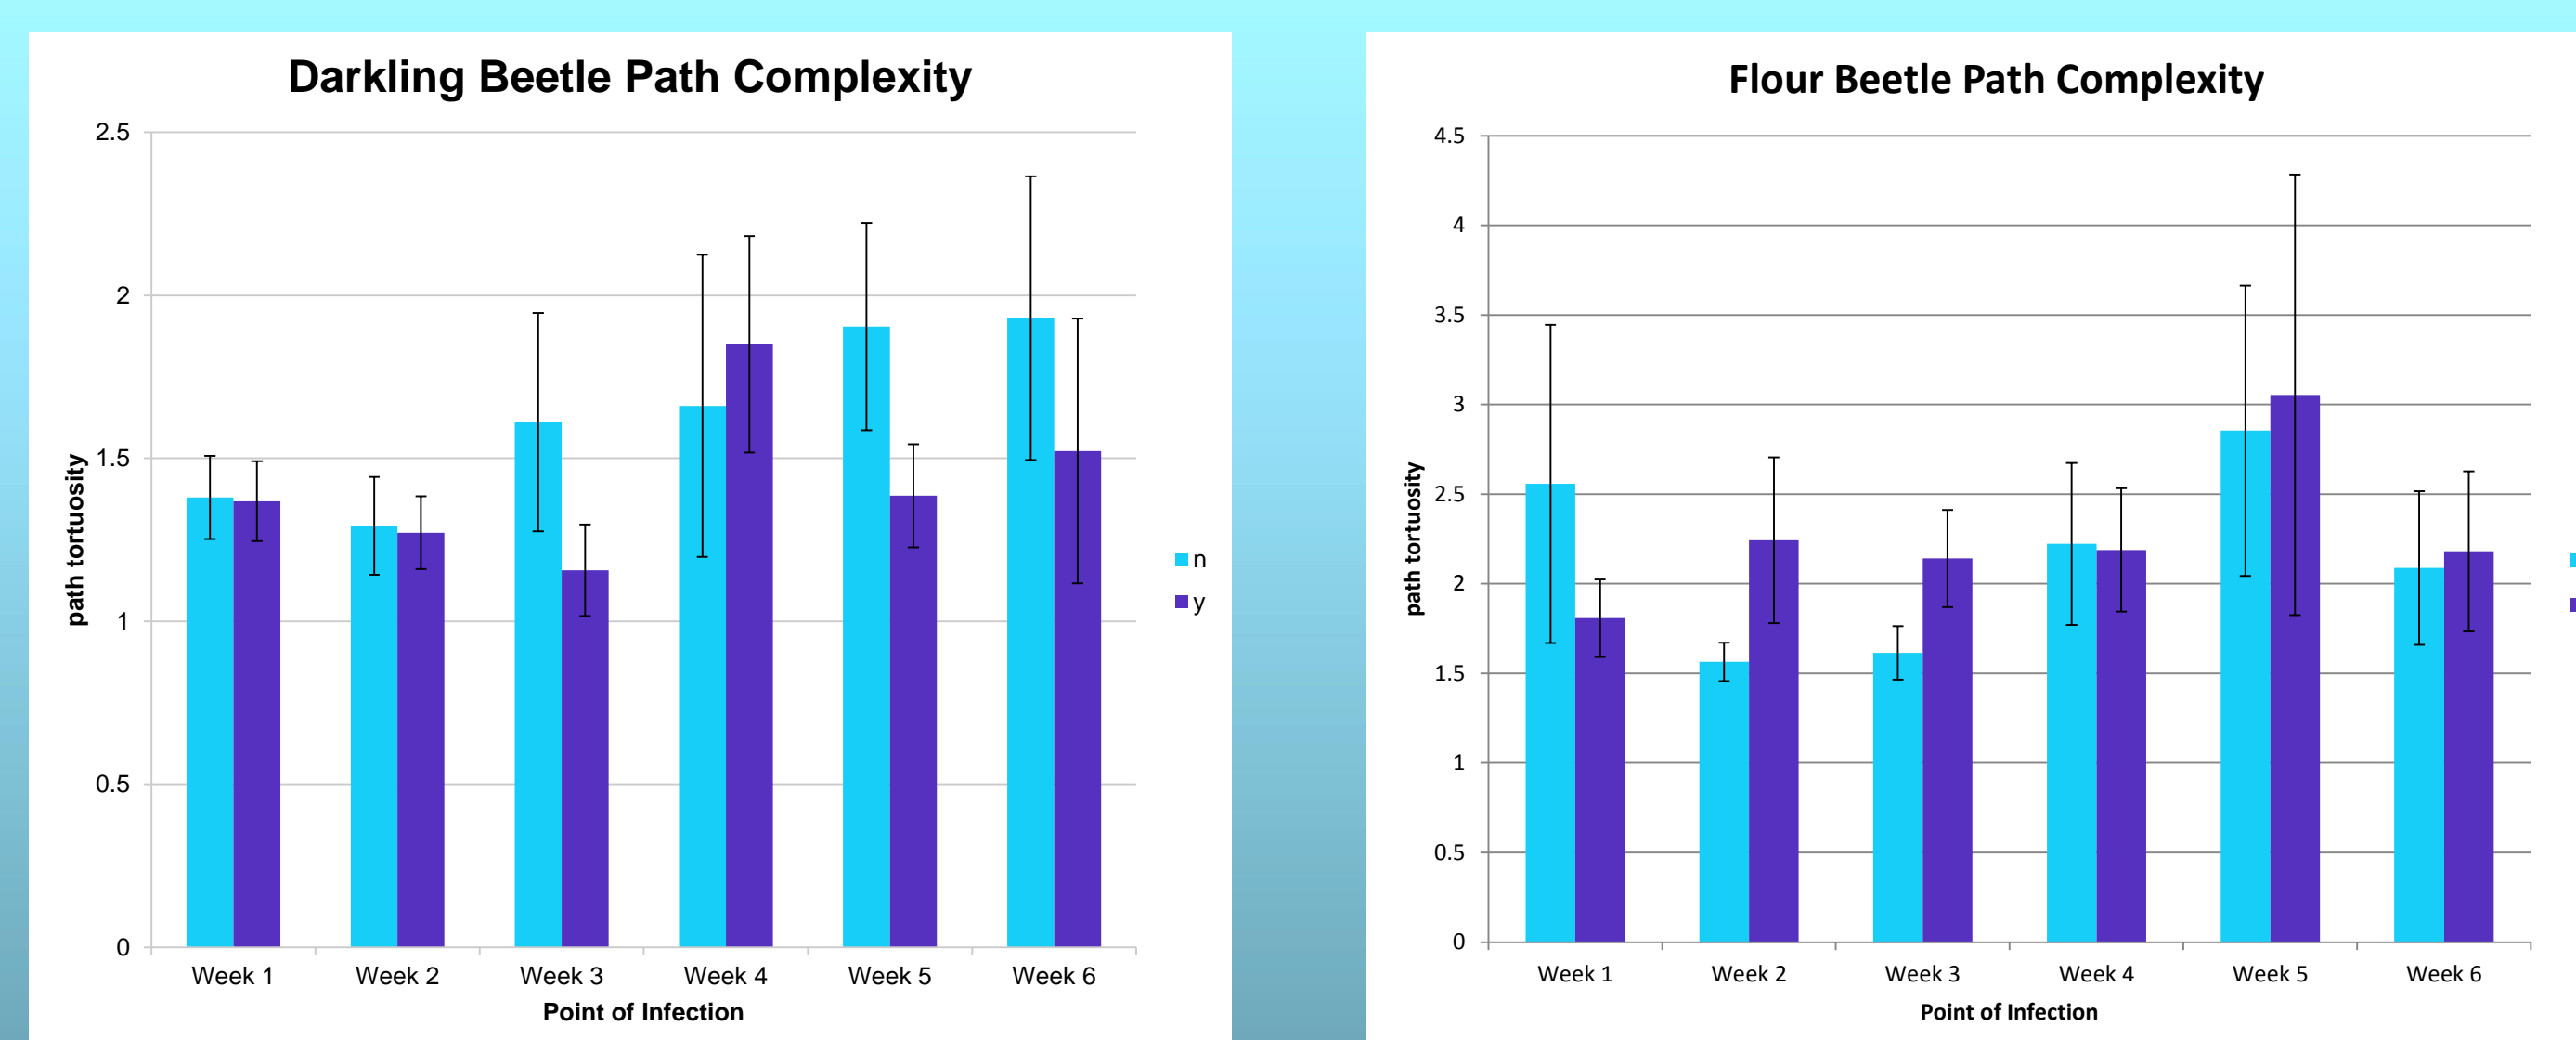 Darkling Beetle Path Complexity
2.5
2
1.5
1
0.5
0
path tortuosity
Week 1 Week 2 Week 3 Week 4 Week 5 Week 6
Point of Infection
n
y
Flour Beetle Path Complexity
4.5
4
3.5
3
2.5
2
1.5
1
0.5
0
path tortuosity
Week 1 Week 2 Week 3 Week 4 Week 5 Week 6
Point of Infection